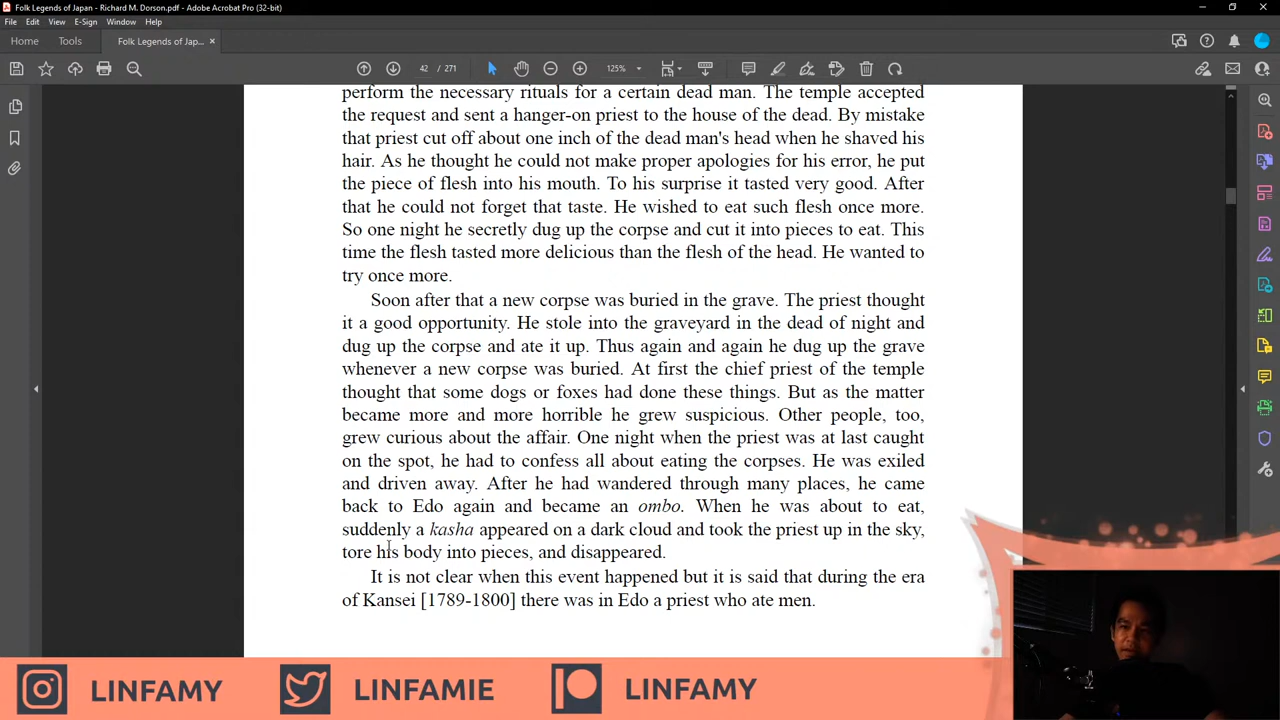 Folk Legends of Japan - Richard M. Dorson.pdf - Adobe Acrobat Pro (32-bit)
File Edit View E-Sign Window Help
Home Tools Folk Legends of Jap... ×
42 / 271 125%
perform the necessary rituals for a certain dead man. The temple accepted
the request and sent a hanger-on priest to the house of the dead. By mistake
that priest cut off about one inch of the dead man's head when he shaved his
hair. As he thought he could not make proper apologies for his error, he put
the piece of flesh into his mouth. To his surprise it tasted very good. After
that he could not forget that taste. He wished to eat such flesh once more.
So one night he secretly dug up the corpse and cut it into pieces to eat. This
time the flesh tasted more delicious than the flesh of the head. He wanted to
try once more.
Soon after that a new corpse was buried in the grave. The priest thought
it a good opportunity. He stole into the graveyard in the dead of night and
dug up the corpse and ate it up. Thus again and again he dug up the grave
whenever a new corpse was buried. At first the chief priest of the temple
thought that some dogs or foxes had done these things. But as the matter
became more and more horrible he grew suspicious. Other people, too,
grew curious about the affair. One night when the priest was at last caught
on the spot, he had to confess all about eating the corpses. He was exiled
and driven away. After he had wandered through many places, he came
back to Edo again and became an ombo. When he was about to eat,
suddenly a kasha appeared on a dark cloud and took the priest up in the sky,
tore his body into pieces, and disappeared.
It is not clear when this event happened but it is said that during the era
of Kansei [1789-1800] there was in Edo a priest who ate men.
LINFAMY LINFAMIE LINFAMY